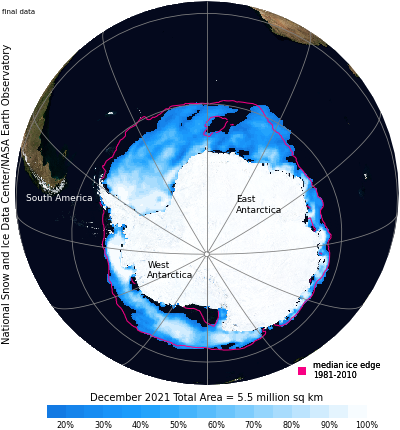 final data
National Snow and Ice Data Center/NASA Earth Observatory
South America
East
Antarctica
West
Antarctica
median ice edge
1981-2010
December 2021 Total Area = 5.5 million sq km
20% 30% 40% 50% 60% 70% 80% 90% 100%